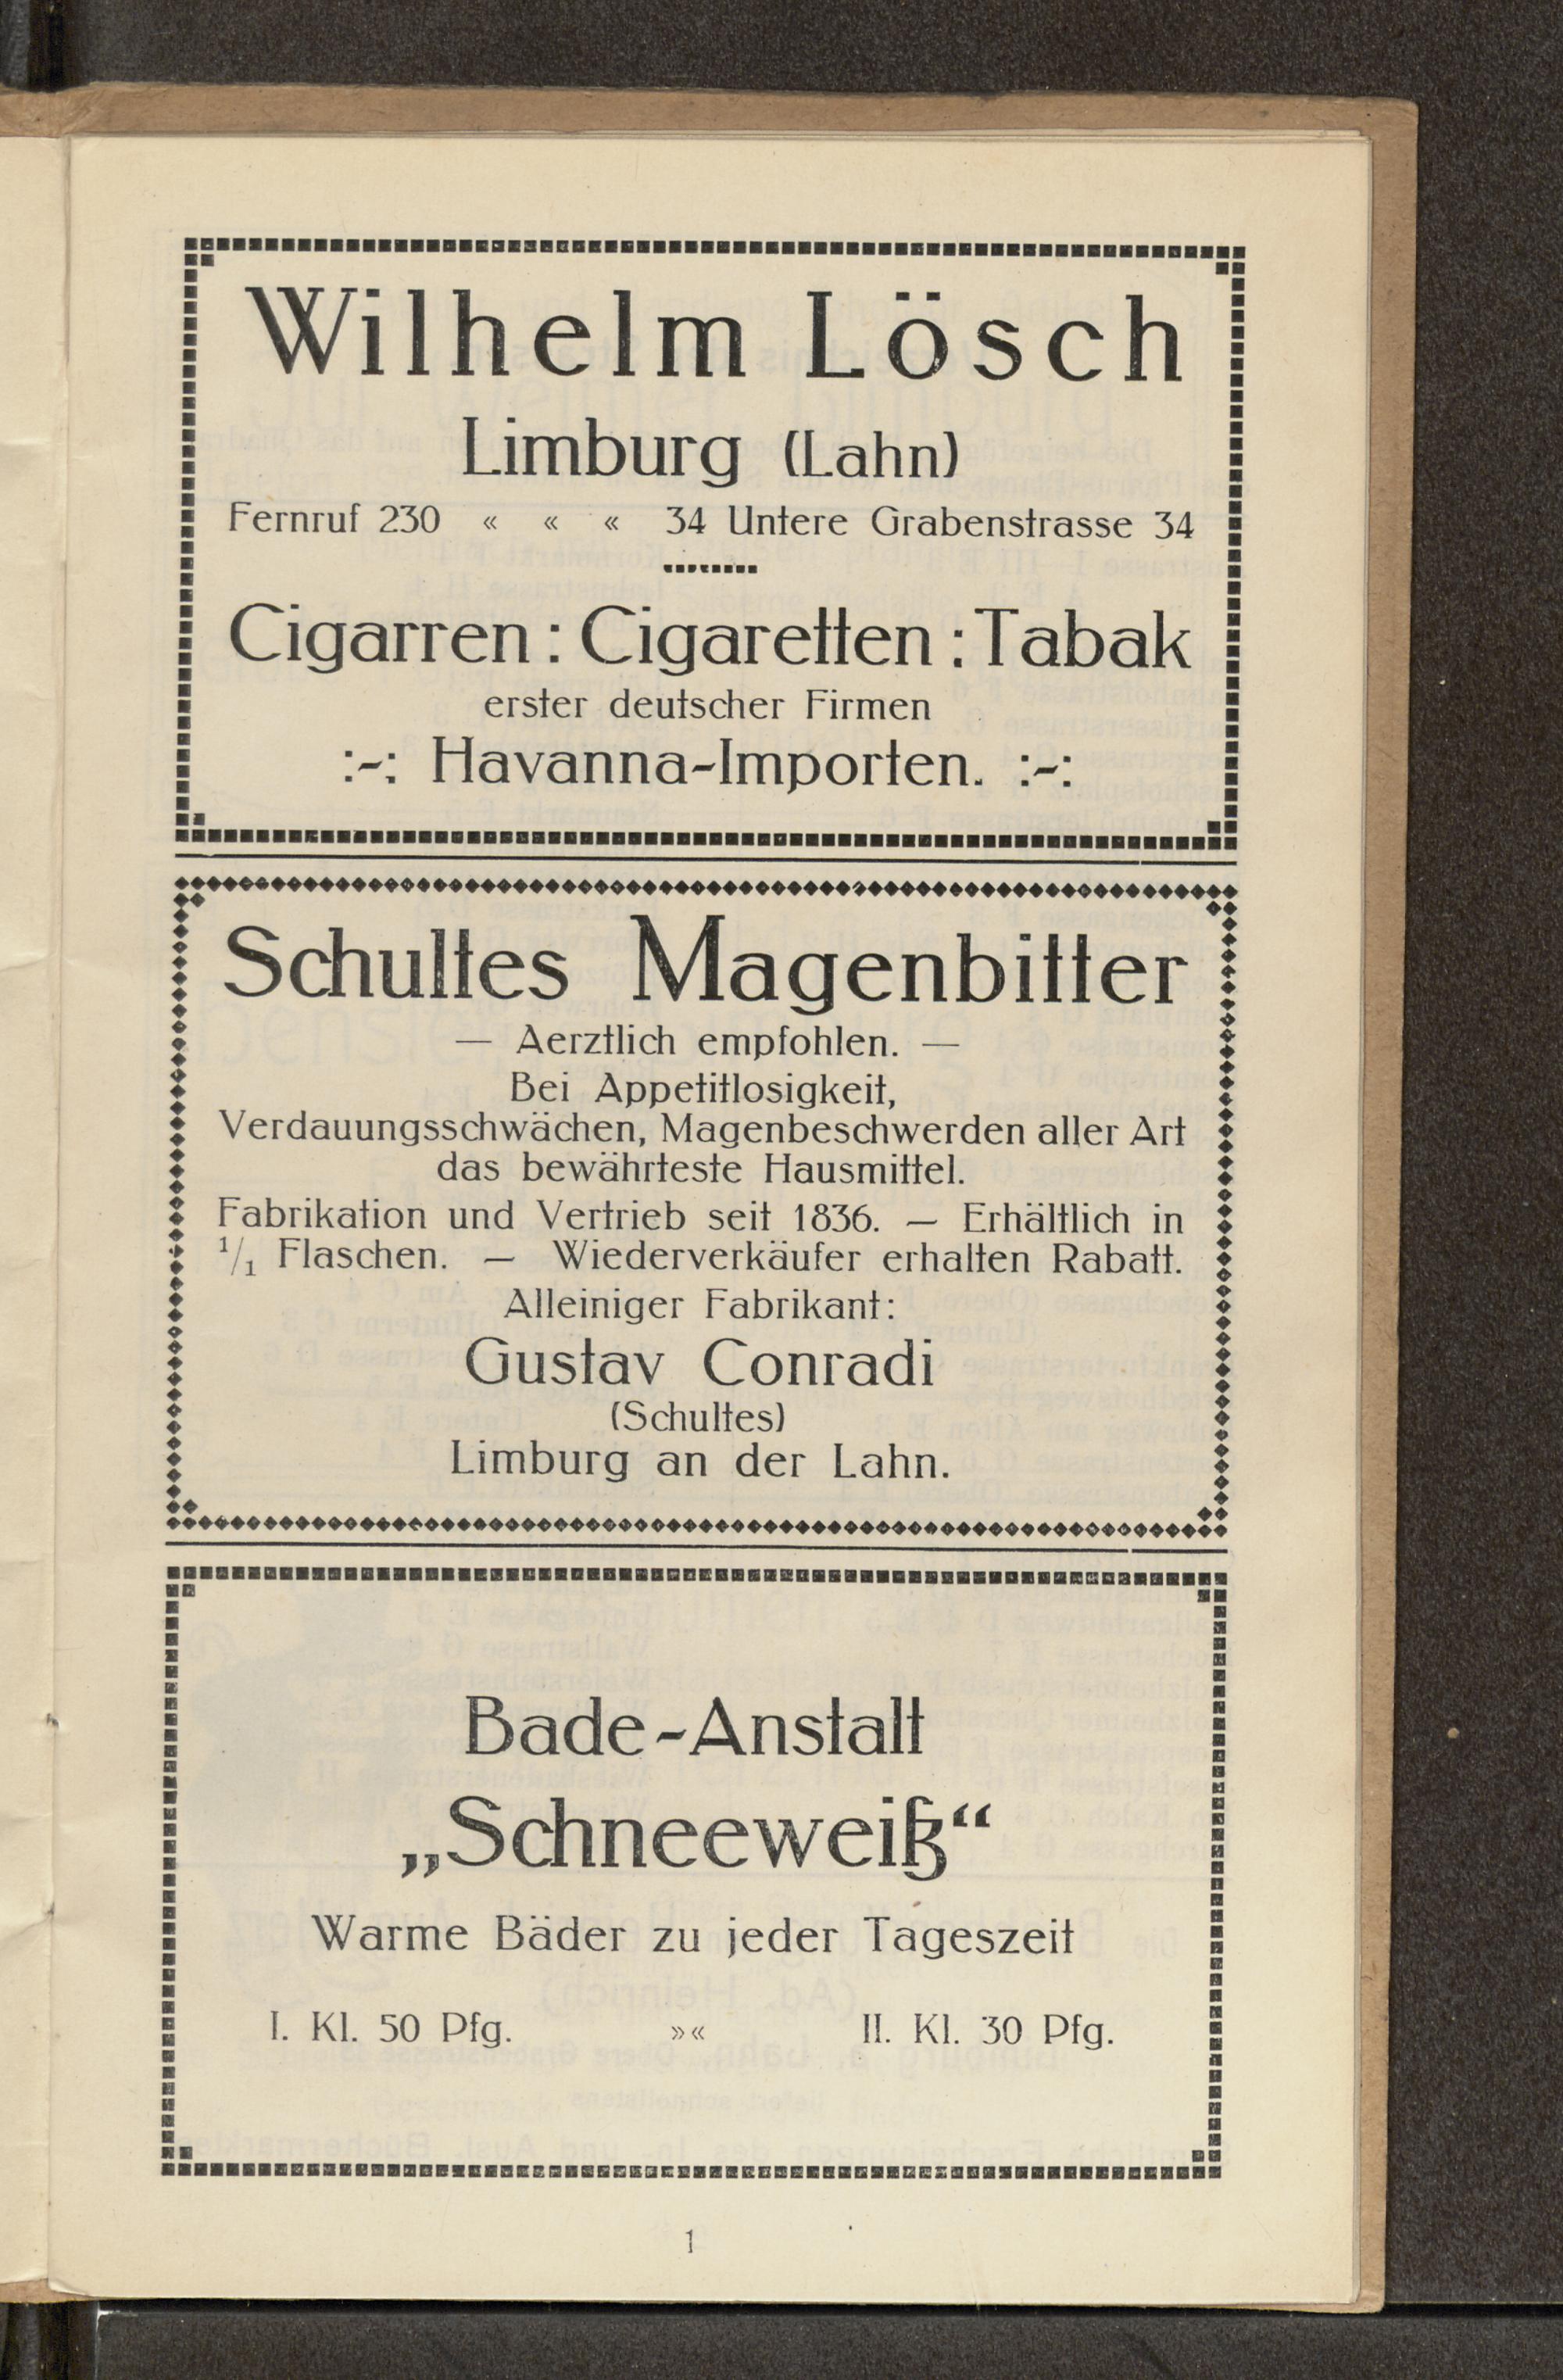 Wilhelm Lösch
Limburg (Lahn)
Fernruf 230 « « « 34 Untere Grabenstrasse 34
Cigarren : Cigaretten : Tabak
erster deutscher Firmen
:-: Havanna-Importen. :-:
Schultes Magenbitter
— Aerztlich empfohlen. —
Bei Appetitlosigkeit,
Verdauungsschwächen, Magenbeschwerden aller Art
das bewährteste Hausmittel.
Fabrikation und Vertrieb seit 1836. — Erhältlich in
1/1 Flaschen. — Wiederverkäufer erhalten Rabatt.
Alleiniger Fabrikant:
Gustav Conradi
(Schultes)
Limburg an der Lahn.
Bade-Anstalt
„Schneeweiß“
Warme Bäder zu jeder Tageszeit
I. Kl. 50 Pfg. »« II. Kl. 30 Pfg.
1